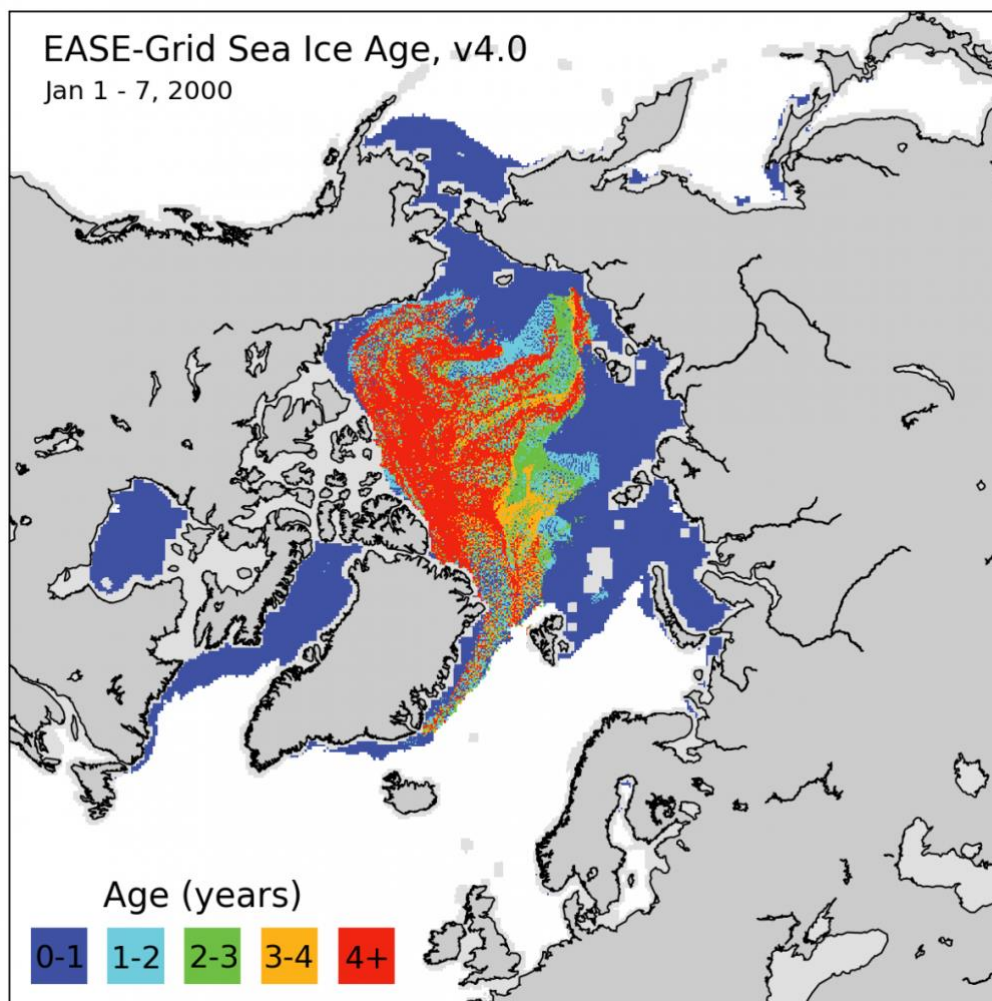 EASE-Grid Sea Ice Age, v4.0
Jan 1 - 7, 2000
Age (years)
0-1 1-2 2-3 3-4 4+